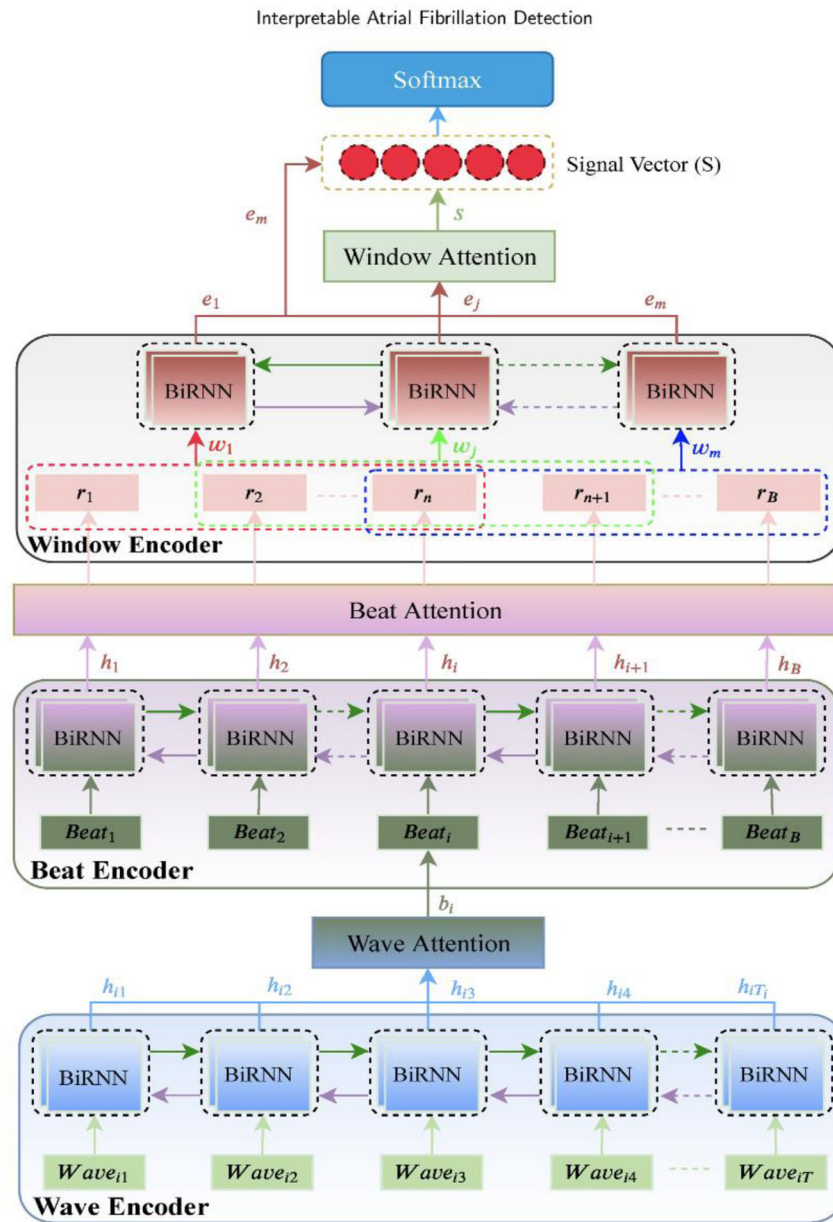 Interpretable Atrial Fibrillation Detection
Softmax
Signal Vector (S)
e_m
s
Window Attention
e_1 e_j e_m
BiRNN BiRNN BiRNN
w_1 w_j w_m
r_1 r_2 r_n r_{n+1} r_B
Window Encoder
Beat Attention
h_1 h_2 h_i h_{i+1} h_B
BiRNN BiRNN BiRNN BiRNN BiRNN
Beat_1 Beat_2 Beat_i Beat_{i+1} Beat_B
Beat Encoder
b_i
Wave Attention
h_{i1} h_{i2} h_{i3} h_{i4} h_{iT_i}
BiRNN BiRNN BiRNN BiRNN BiRNN
Wave_{i1} Wave_{i2} Wave_{i3} Wave_{i4} Wave_{iT}
Wave Encoder